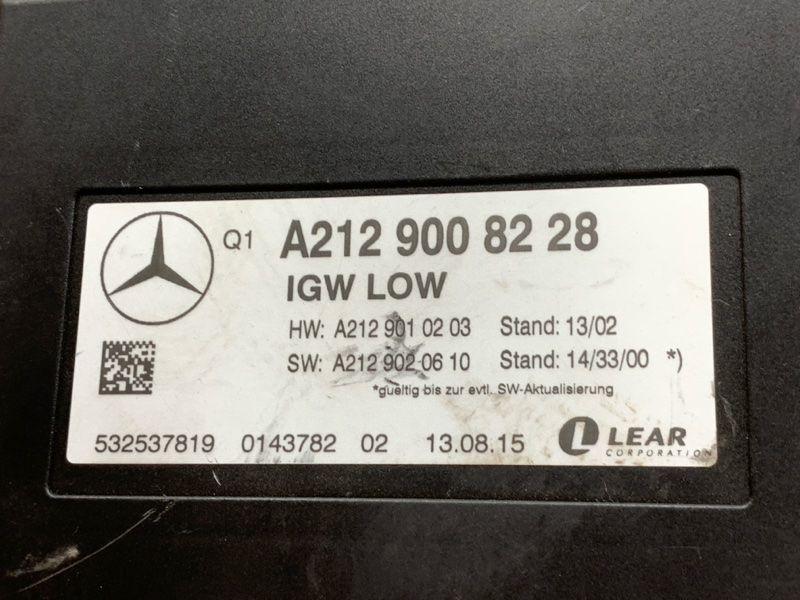 Q1 A212 900 82 28
IGW LOW
HW: A212 901 02 03 Stand: 13/02
SW: A212 902 06 10 Stand: 14/33/00 *)
*gueltig bis zur evtl. SW-Aktualisierung
532537819 0143782 02 13.08.15 LEAR
CORPORATION